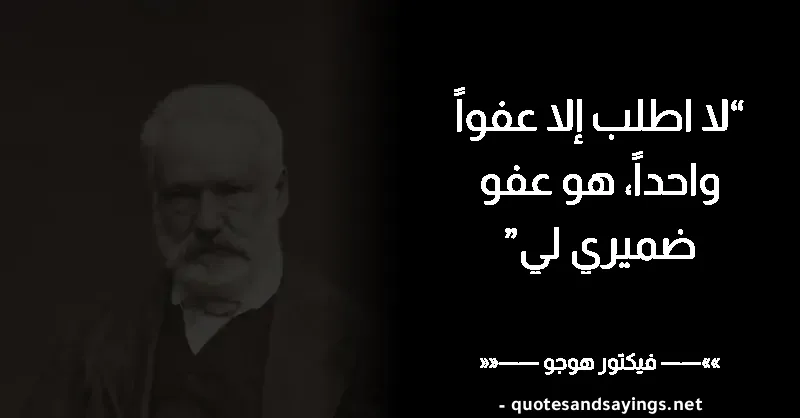 “لا اطلب إلا عفواً
واحداً، هو عفو
ضميري لي”
»»—— فيكتور هوجو ——««
- quotesandsayings.net